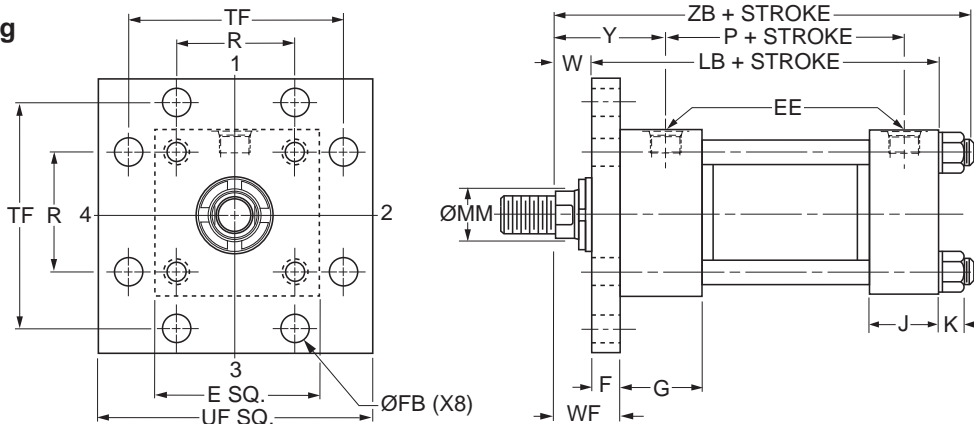 g
TF
R
1
TF
R
4
2
3
E SQ.
UF SQ.
ØFB (X8)
ZB + STROKE
Y
P + STROKE
W
LB + STROKE
EE
ØMM
J
K
F
G
WF